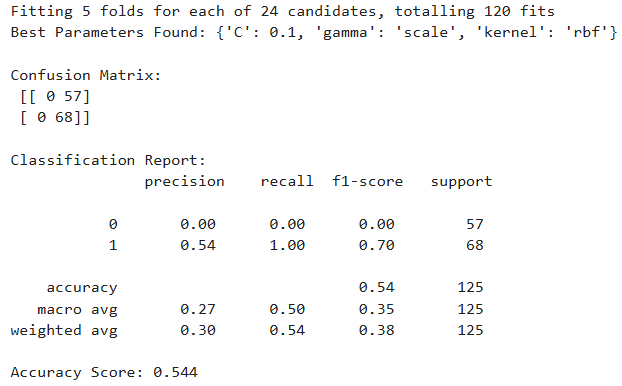 Fitting 5 folds for each of 24 candidates, totalling 120 fits
Best Parameters Found: {'C': 0.1, 'gamma': 'scale', 'kernel': 'rbf'}
Confusion Matrix:
[[ 0 57]
[ 0 68]]
Classification Report:
precision recall f1-score support
0 0.00 0.00 0.00 57
1 0.54 1.00 0.70 68
accuracy 0.54 125
macro avg 0.27 0.50 0.35 125
weighted avg 0.30 0.54 0.38 125
Accuracy Score: 0.544